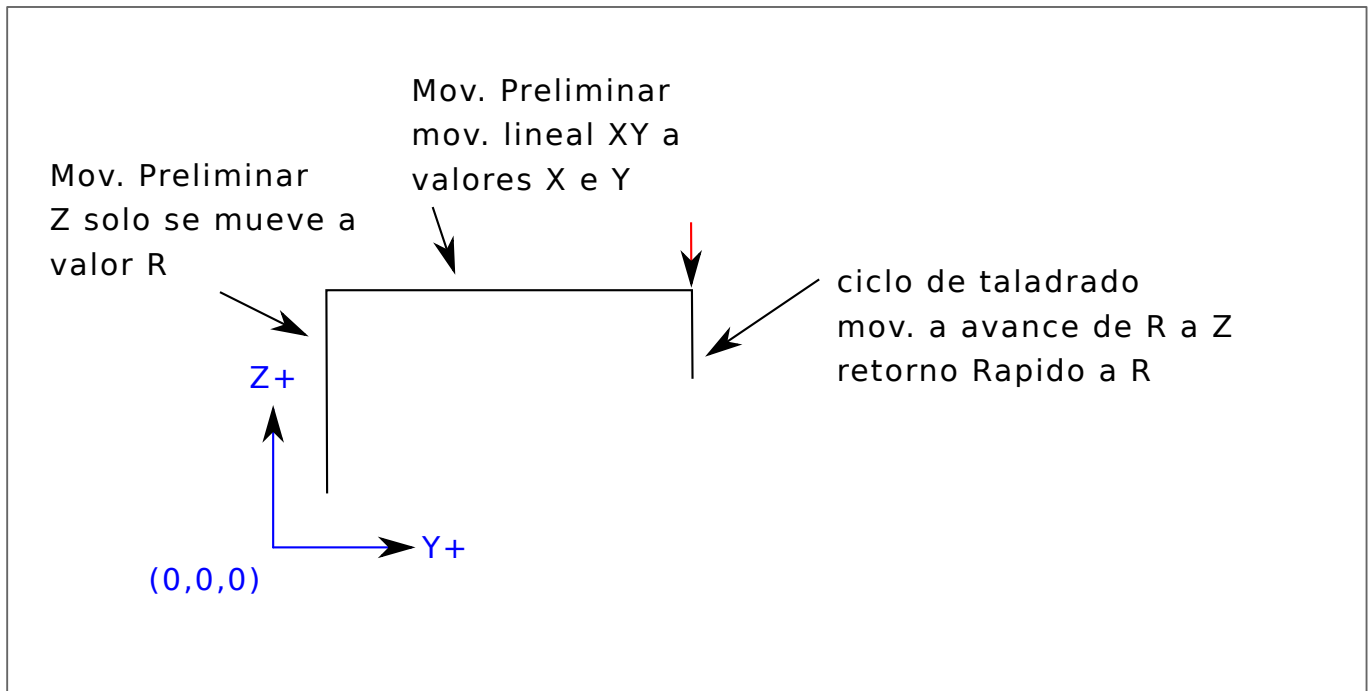 Mov. Preliminar
mov. lineal XY a
valores X e Y
Mov. Preliminar
Z solo se mueve a
valor R
ciclo de taladrado
mov. a avance de R a Z
retorno Rapido a R
Z+
Y+
(0,0,0)